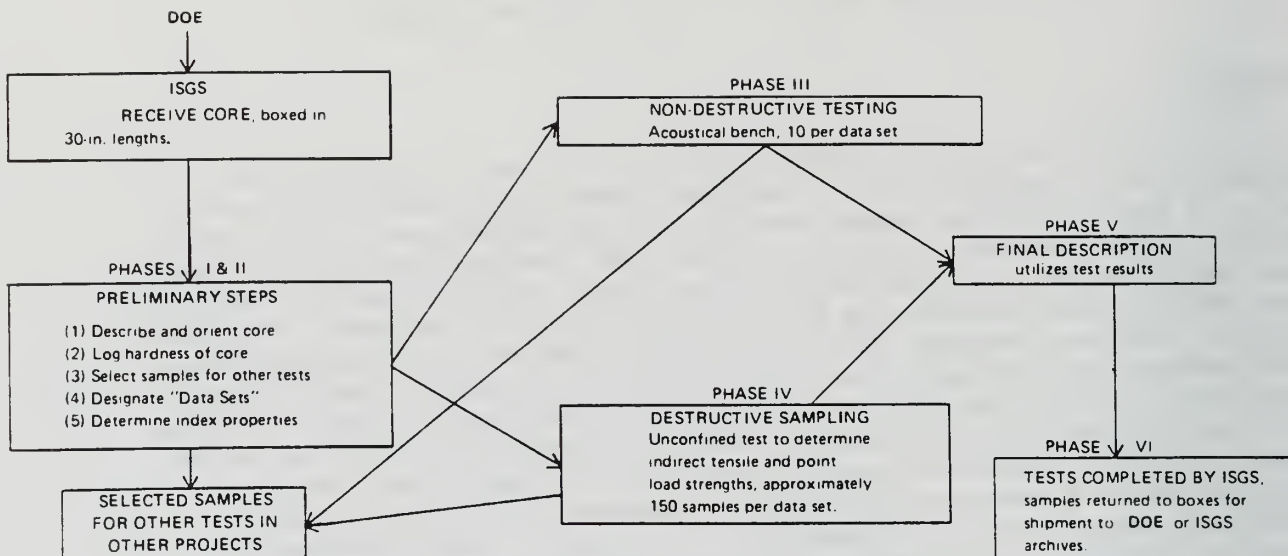 DOE
ISGS
RECEIVE CORE, boxed in
30-in. lengths.
PHASES I & II
PRELIMINARY STEPS
(1) Describe and orient core
(2) Log hardness of core
(3) Select samples for other tests
(4) Designate "Data Sets"
(5) Determine index properties
SELECTED SAMPLES
FOR OTHER TESTS IN
OTHER PROJECTS
PHASE III
NON-DESTRUCTIVE TESTING
Acoustical bench, 10 per data set
PHASE IV
DESTRUCTIVE SAMPLING
Unconfined test to determine
indirect tensile and point
load strengths, approximately
150 samples per data set.
PHASE V
FINAL DESCRIPTION
utilizes test results
PHASE VI
TESTS COMPLETED BY ISGS,
samples returned to boxes for
shipment to DOE or ISGS
archives.